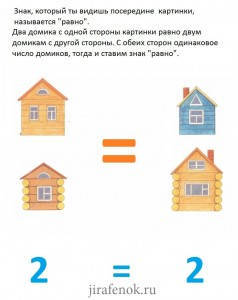 Знак, который ты видишь посередине картинки,
называется "равно".
Два домика с одной стороны картинки равно двум
домикам с другой стороны. С обеих сторон одинаковое
число домиков, тогда и ставим знак "равно".
=
2 = 2
jirafenok.ru